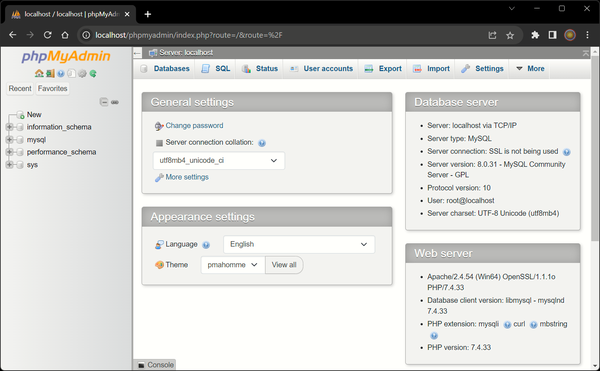 localhost / localhost | phpMyAdm
localhost/phpmyadmin/index.php?route=/&route=%2F
phpMyAdmin
Recent Favorites
New
information_schema
mysql
performance_schema
sys
Server: localhost
Databases SQL Status User accounts Export Import Settings More
General settings
Change password
Server connection collation:
utf8mb4_unicode_ci
More settings
Appearance settings
Language English
Theme pmahomme View all
Database server
Server: localhost via TCP/IP
Server type: MySQL
Server connection: SSL is not being used
Server version: 8.0.31 - MySQL Community
Server - GPL
Protocol version: 10
User: root@localhost
Server charset: UTF-8 Unicode (utf8mb4)
Web server
Apache/2.4.54 (Win64) OpenSSL/1.1.1o
PHP/7.4.33
Database client version: libmysql - mysqlnd
7.4.33
PHP extension: mysqli curl mbstring
PHP version: 7.4.33
Console